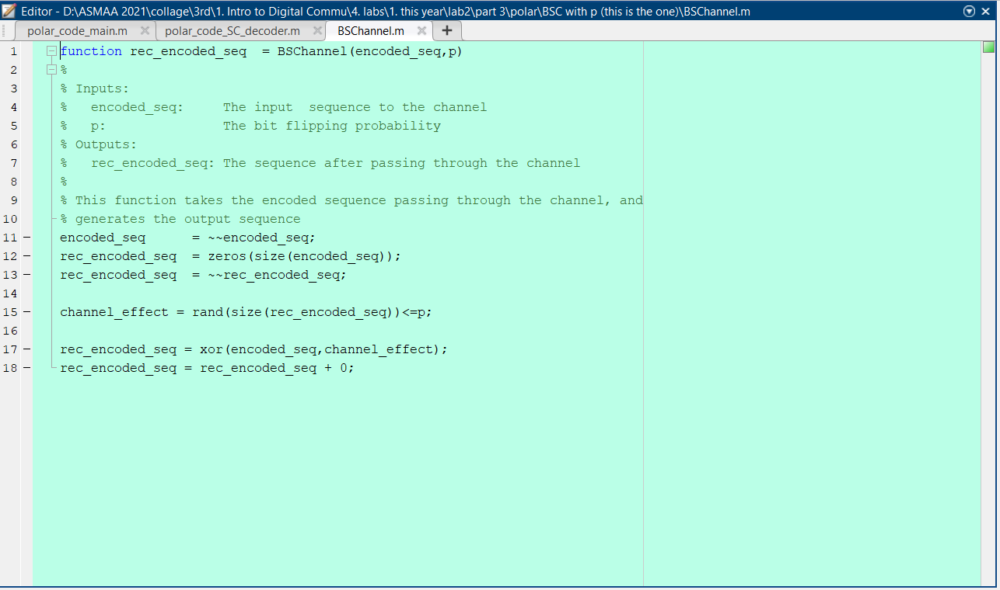 Editor - D:\ASMAA 2021\collage\3rd\1. Intro to Digital Commu\4. labs\1. this year\lab2\part 3\polar\BSC with p (this is the one)\BSChannel.m
polar_code_main.m polar_code_SC_decoder.m BSChannel.m
1 function rec_encoded_seq  = BSChannel(encoded_seq,p)
2 %
3 % Inputs:
4 %   encoded_seq:     The input  sequence to the channel
5 %   p:               The bit flipping probability
6 % Outputs:
7 %   rec_encoded_seq: The sequence after passing through the channel
8 %
9 % This function takes the encoded sequence passing through the channel, and
10 % generates the output sequence
11 encoded_seq      = ~~encoded_seq;
12 rec_encoded_seq  = zeros(size(encoded_seq));
13 rec_encoded_seq  = ~~rec_encoded_seq;
14
15 channel_effect = rand(size(rec_encoded_seq))<=p;
16
17 rec_encoded_seq = xor(encoded_seq,channel_effect);
18 rec_encoded_seq = rec_encoded_seq + 0;